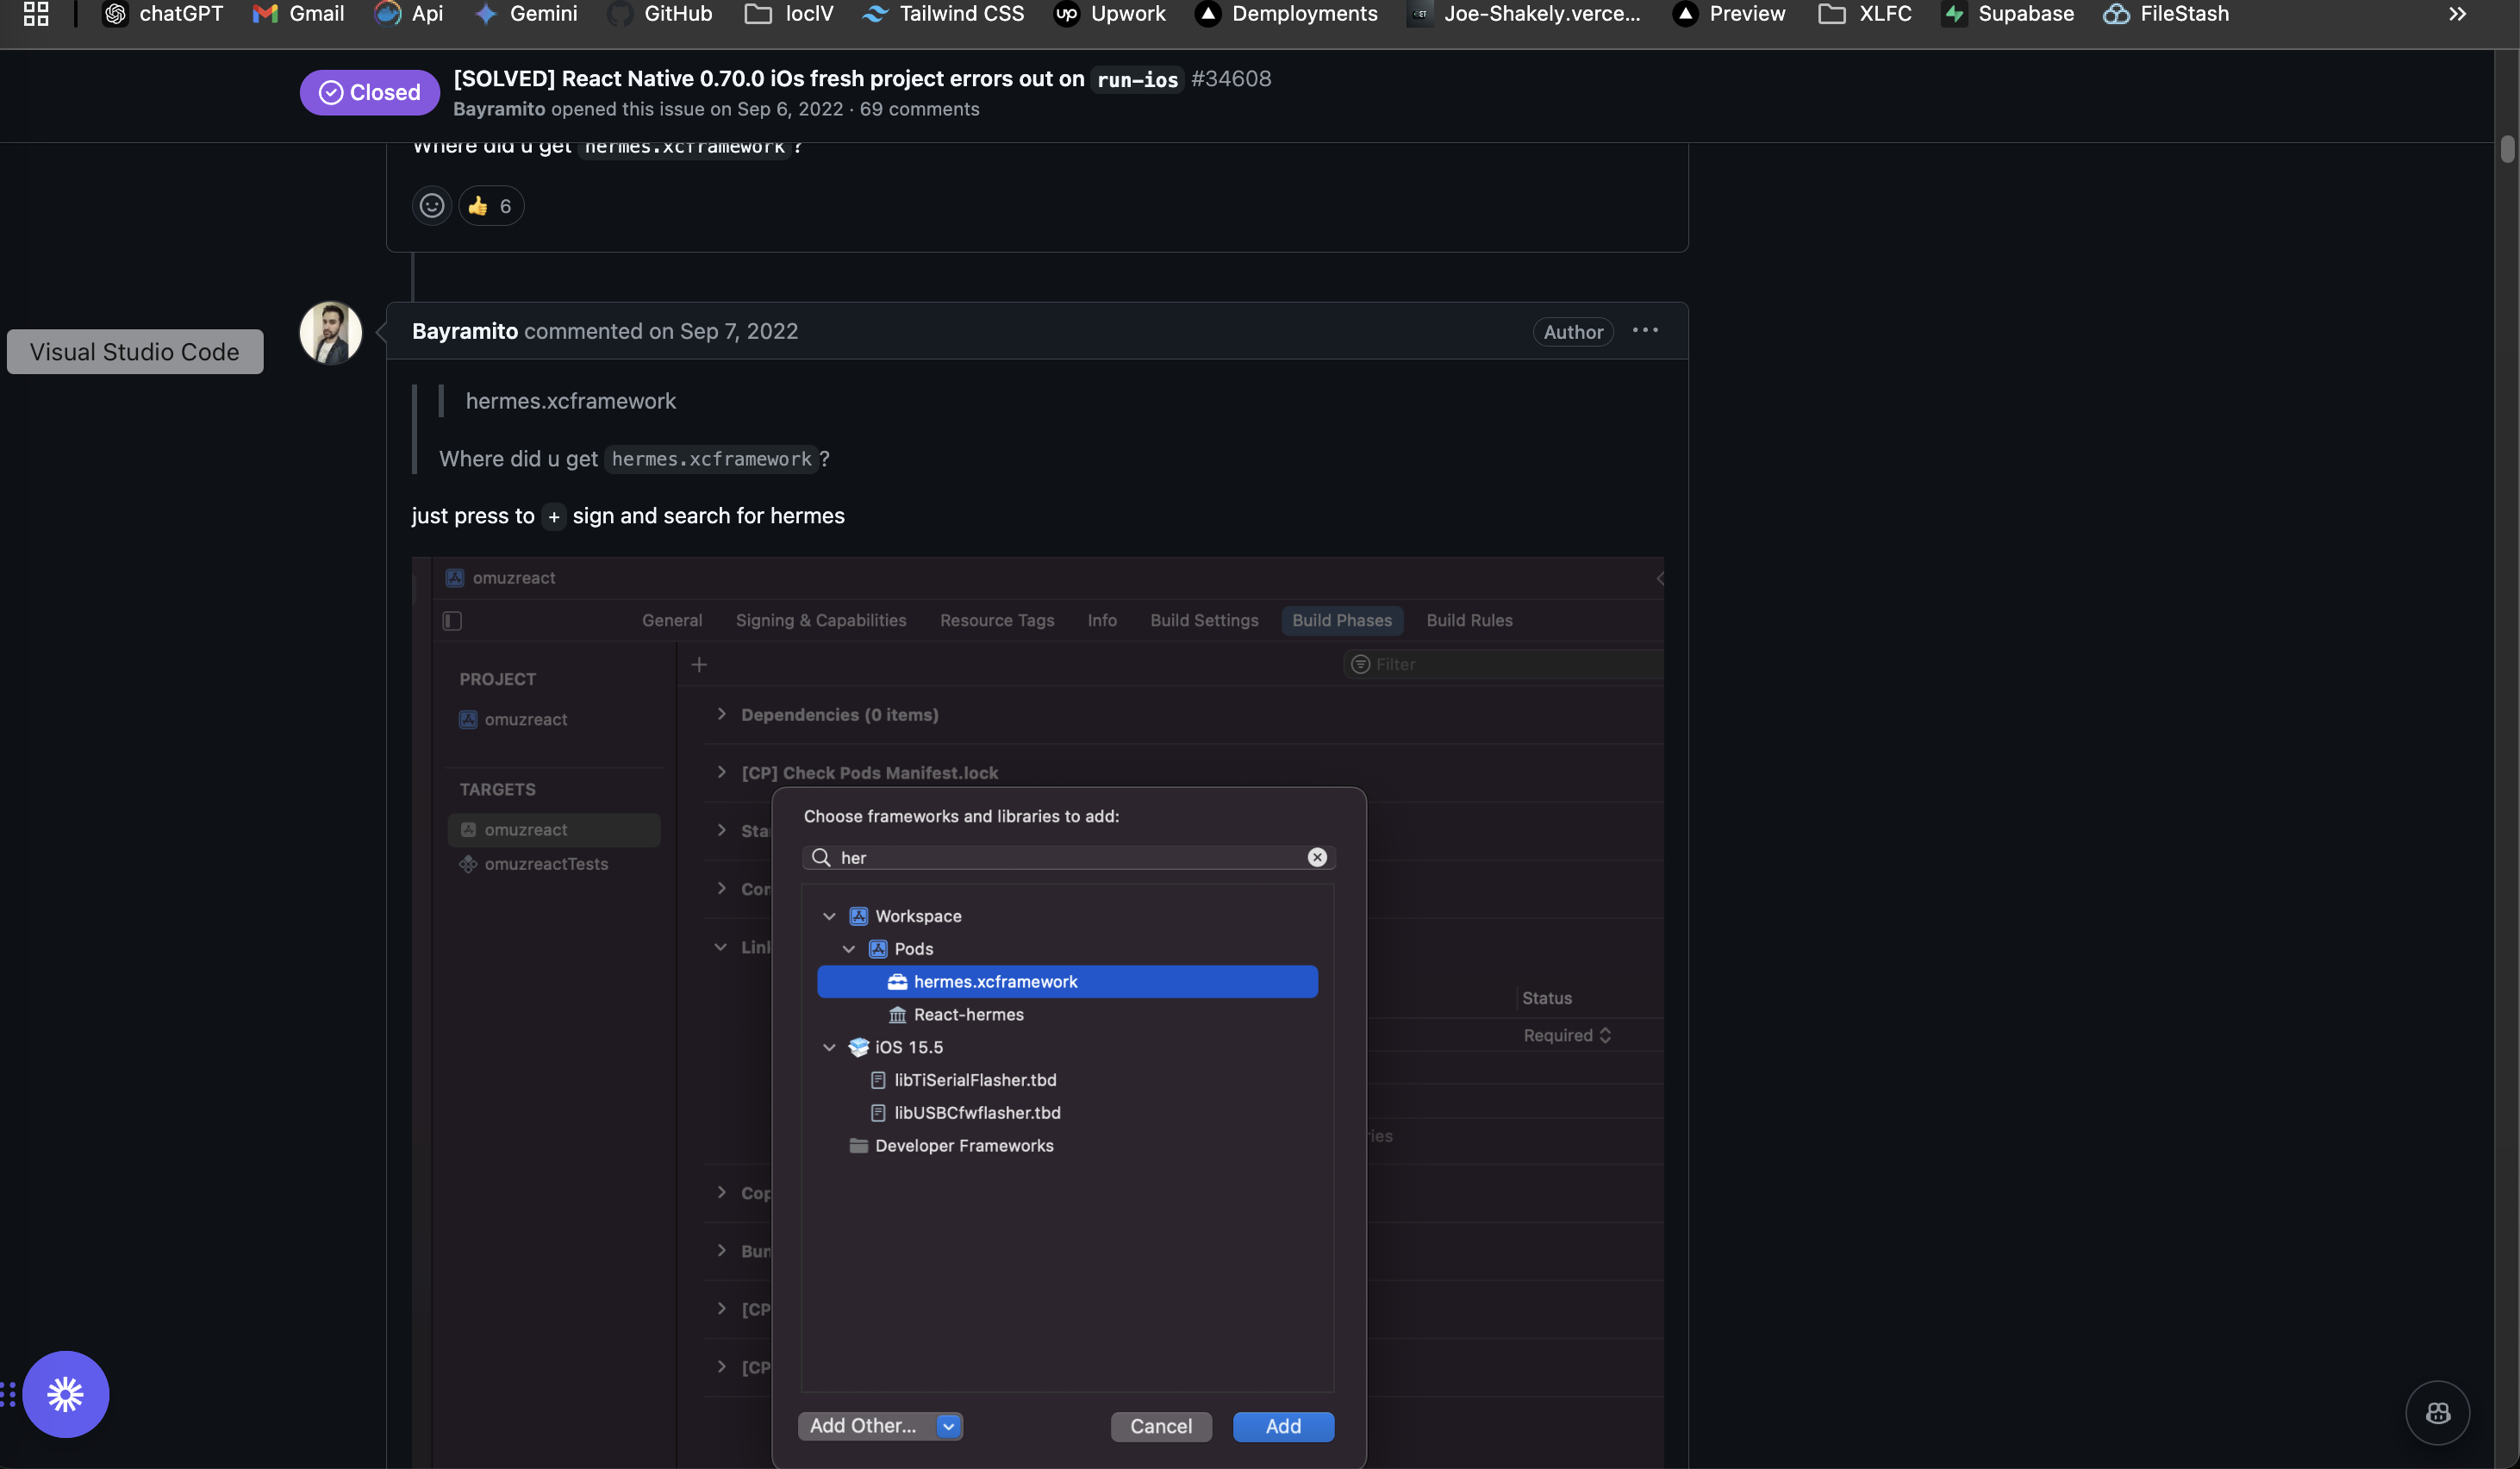 chatGPT Gmail Api Gemini GitHub loclV Tailwind CSS Upwork Demployments Joe-Shakely.verce... Preview XLFC Supabase FileStash
Closed
[SOLVED] React Native 0.70.0 iOs fresh project errors out on run-ios #34608
Bayramito opened this issue on Sep 6, 2022 · 69 comments
Where did u get hermes.xcframework ?
👍 6
Visual Studio Code
Bayramito commented on Sep 7, 2022 Author ...
hermes.xcframework
Where did u get hermes.xcframework ?
just press to + sign and search for hermes
omuzreact
General Signing & Capabilities Resource Tags Info Build Settings Build Phases Build Rules
+ Filter
PROJECT
omuzreact
TARGETS
omuzreact
omuzreactTests
Dependencies (0 items)
[CP] Check Pods Manifest.lock
Sta
Cor
Link
Status
Required
ries
Cop
Bun
[CP
[CP
Choose frameworks and libraries to add:
her
Workspace
Pods
hermes.xcframework
React-hermes
iOS 15.5
libTiSerialFlasher.tbd
libUSBCfwflasher.tbd
Developer Frameworks
Add Other... Cancel Add